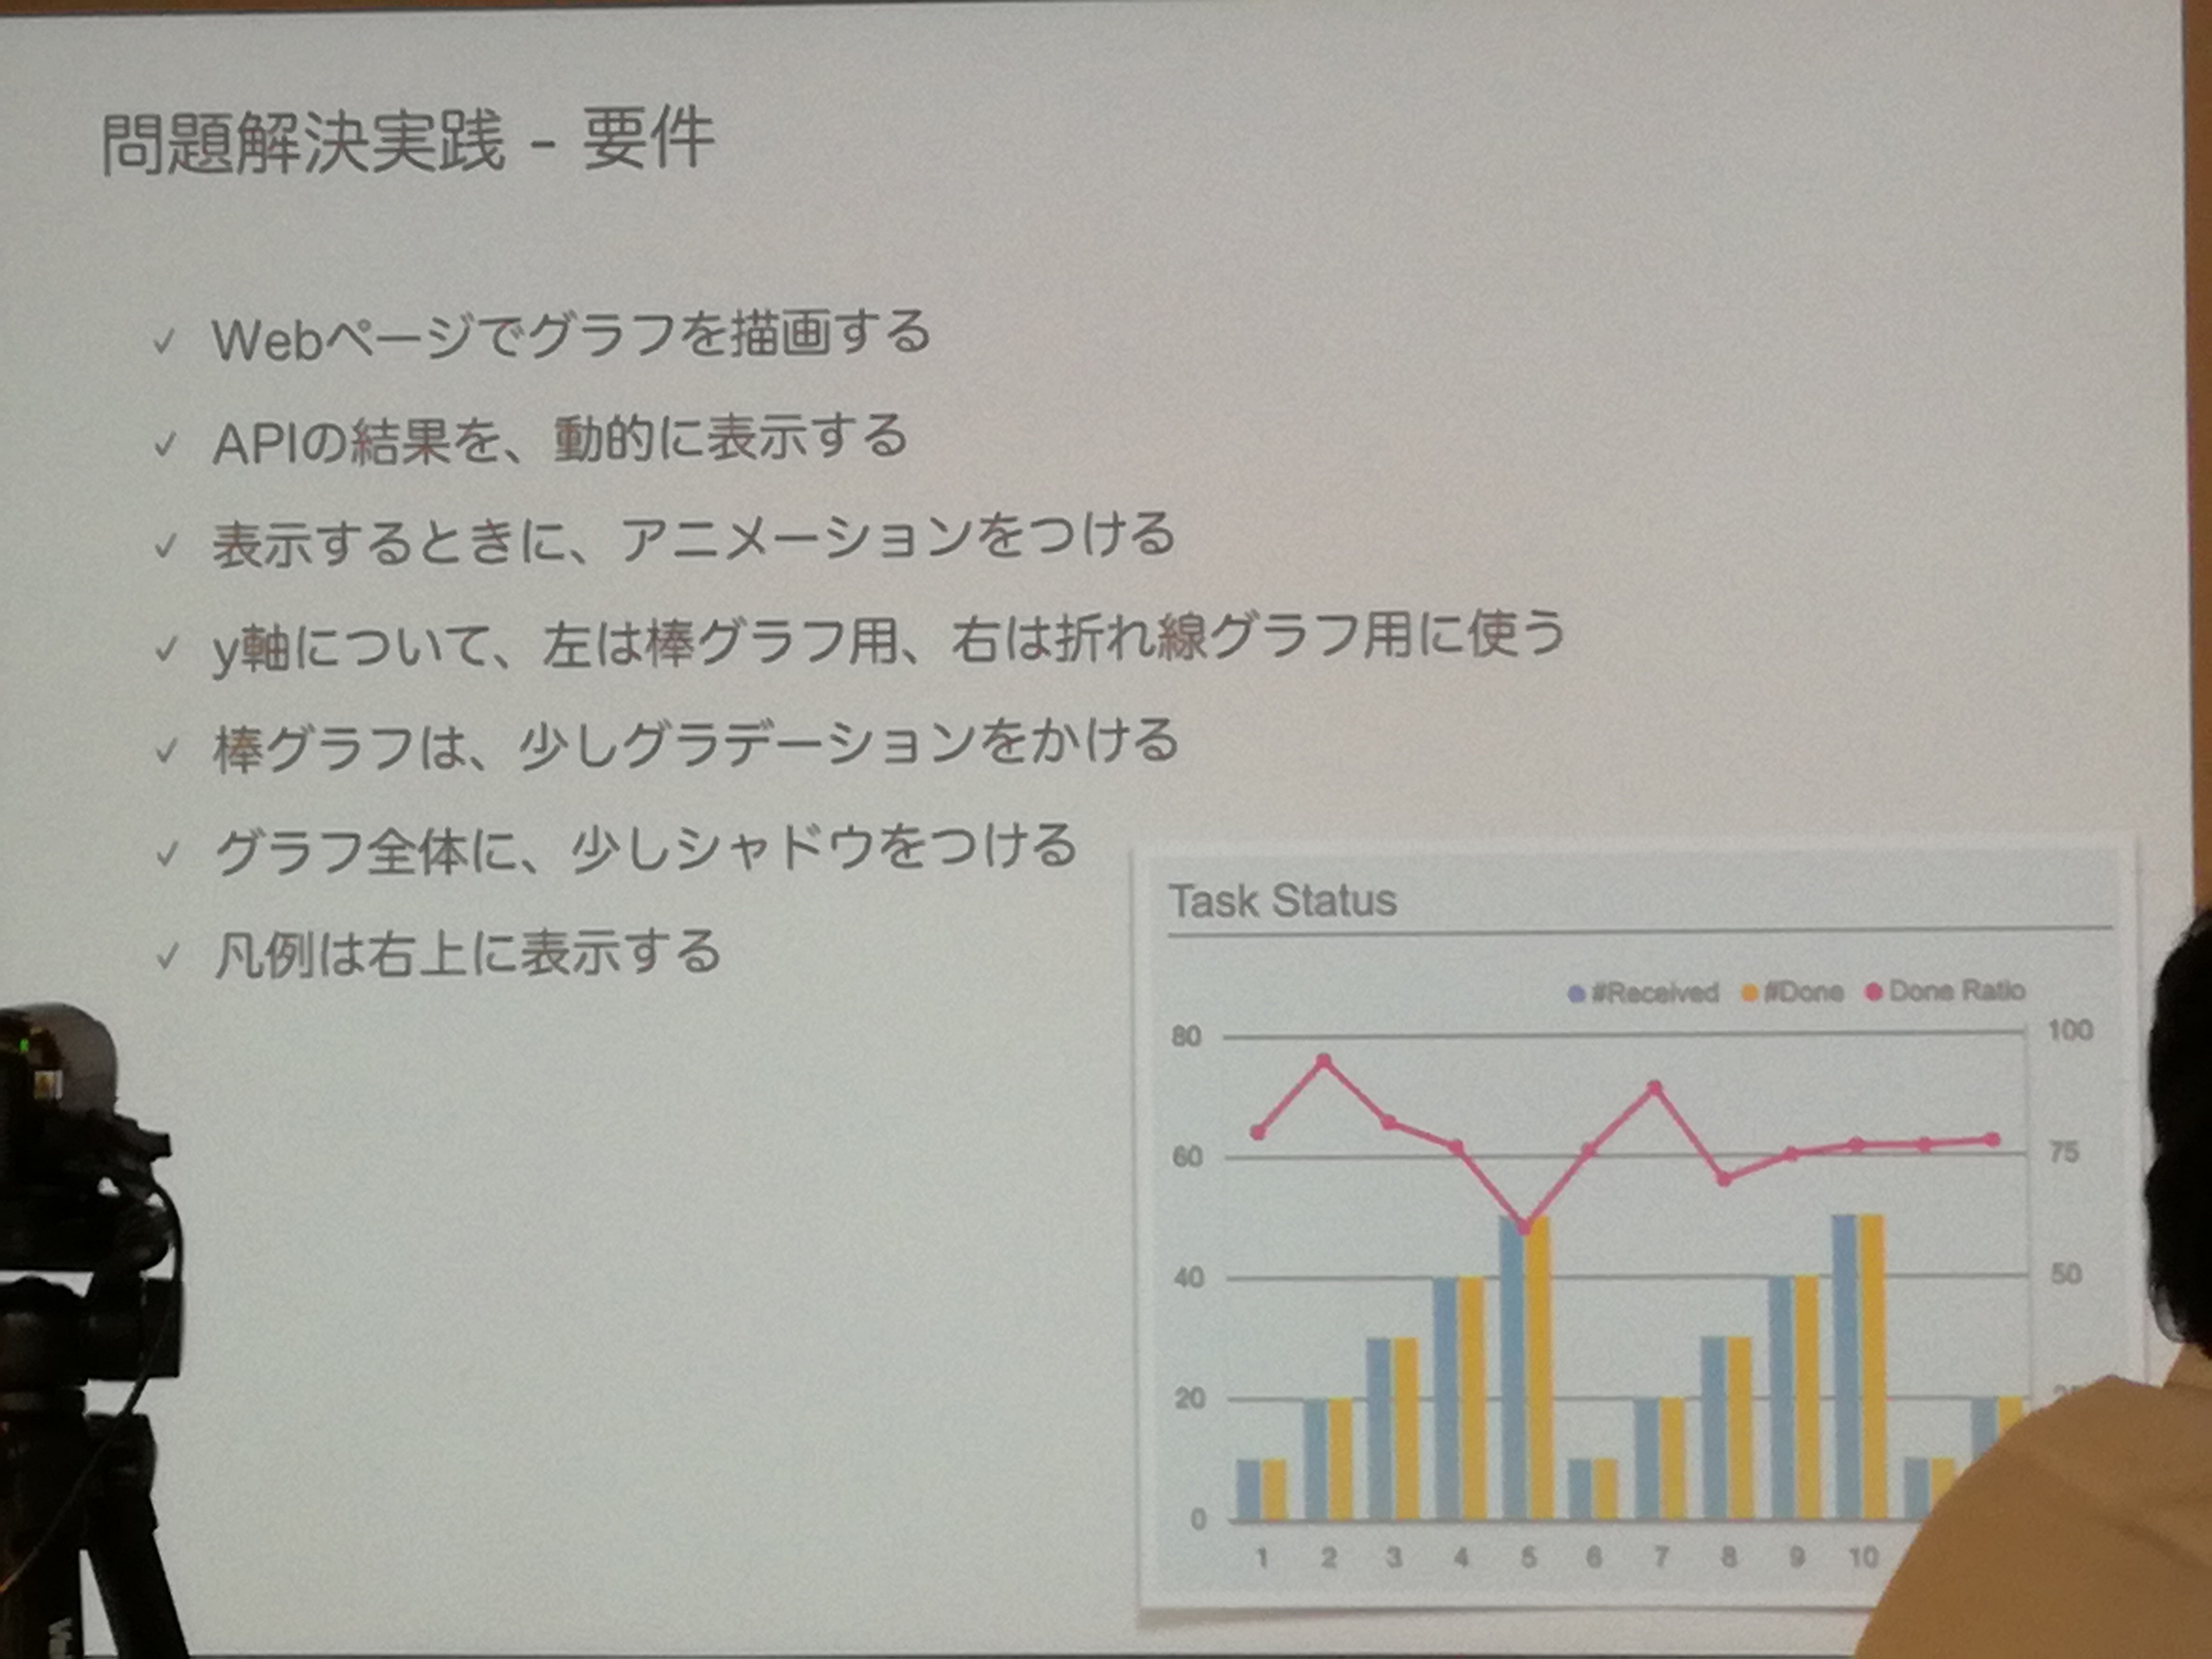 問題解決実践 - 要件
✓ Webページでグラフを描画する
✓ APIの結果を、動的に表示する
✓ 表示するときに、アニメーションをつける
✓ y軸について、左は棒グラフ用、右は折れ線グラフ用に使う
✓ 棒グラフは、少しグラデーションをかける
✓ グラフ全体に、少しシャドウをつける
✓ 凡例は右上に表示する
Task Status
#Received #Done Done Ratio
80 100
60 75
40 50
20
0
1 2 3 4 5 6 7 8 9 10